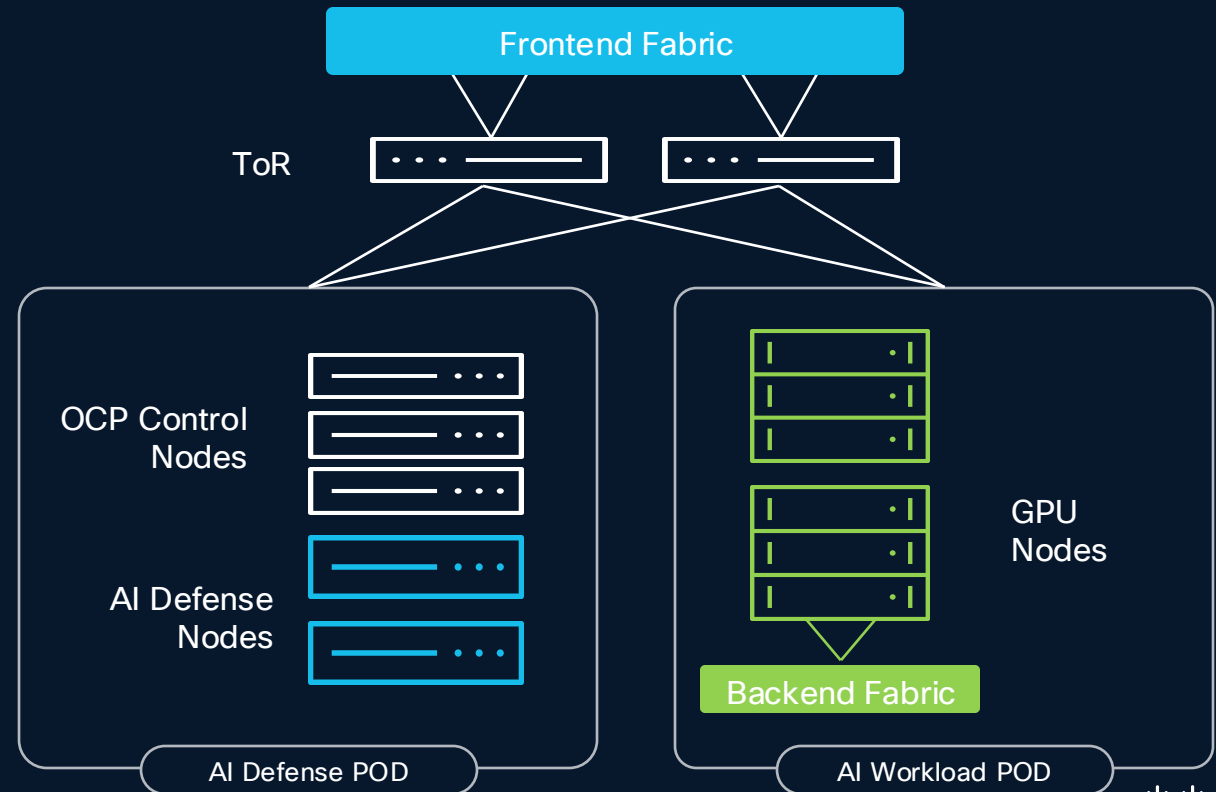 Frontend Fabric
ToR
OCP Control
Nodes
AI Defense
Nodes
GPU
Nodes
Backend Fabric
AI Defense POD
AI Workload POD